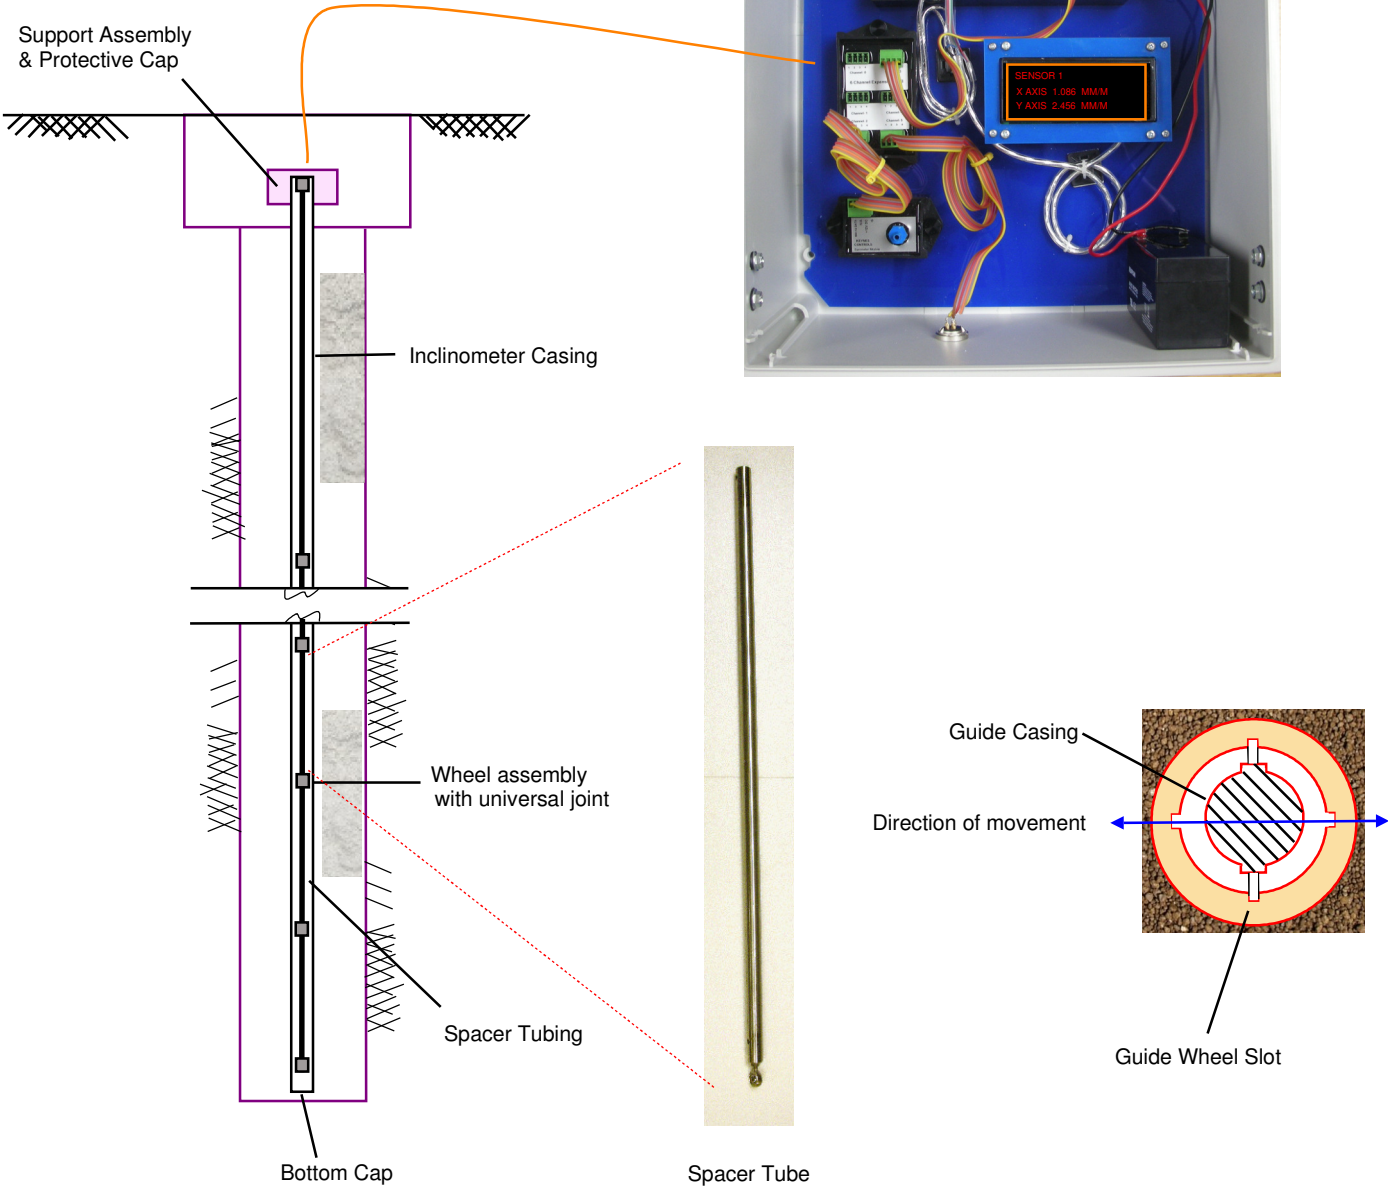 Support Assembly
& Protective Cap
SENSOR 1
X AXIS 1.086 MM/M
Y AXIS 2.456 MM/M
Inclinometer Casing
Guide Casing
Wheel assembly
with universal joint
Direction of movement
Spacer Tubing
Guide Wheel Slot
Bottom Cap
Spacer Tube